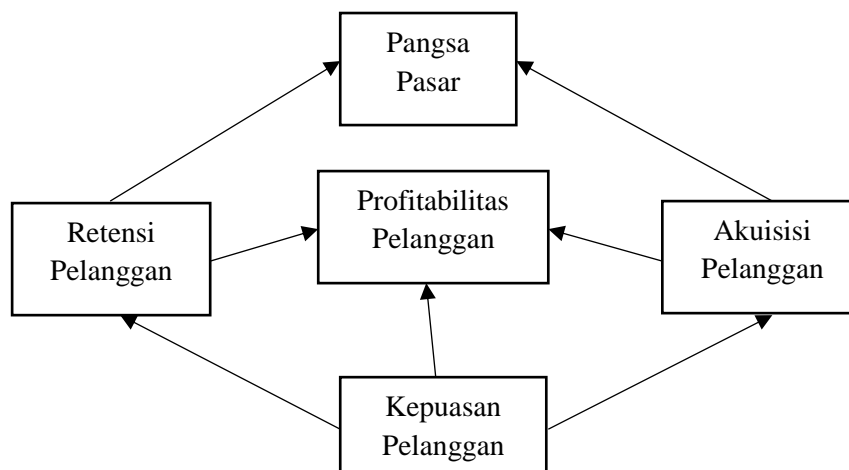 Pangsa
Pasar
Profitabilitas
Pelanggan
Retensi
Pelanggan
Akuisisi
Pelanggan
Kepuasan
Pelanggan